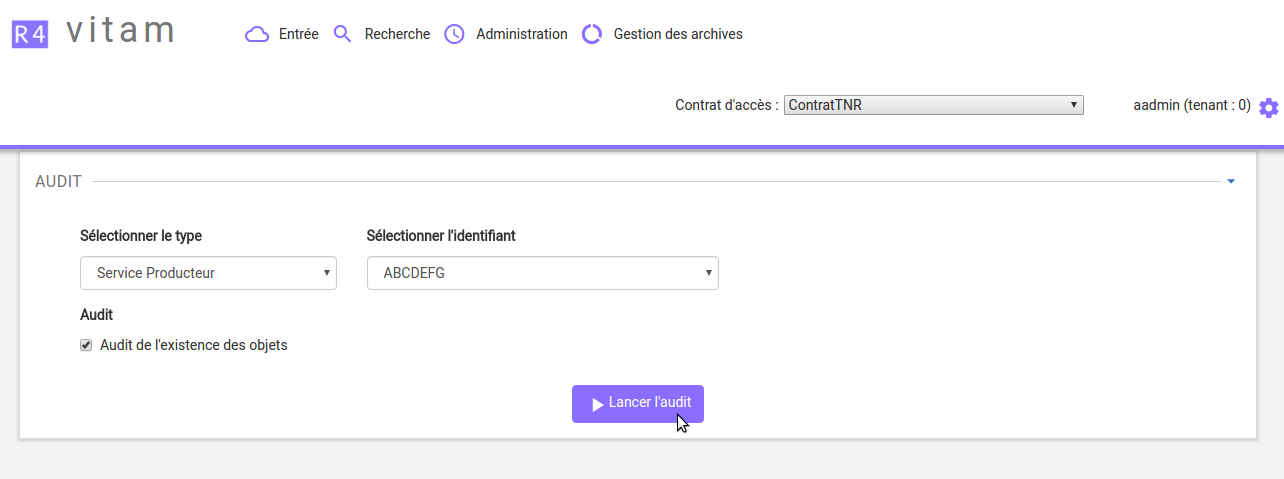 R4 vitam
Entrée Recherche Administration Gestion des archives
Contrat d'accès : ContratTNR aadmin (tenant : 0)
AUDIT
Sélectionner le type Sélectionner l'identifiant
Service Producteur ABCDEFG
Audit
Audit de l'existence des objets
Lancer l'audit